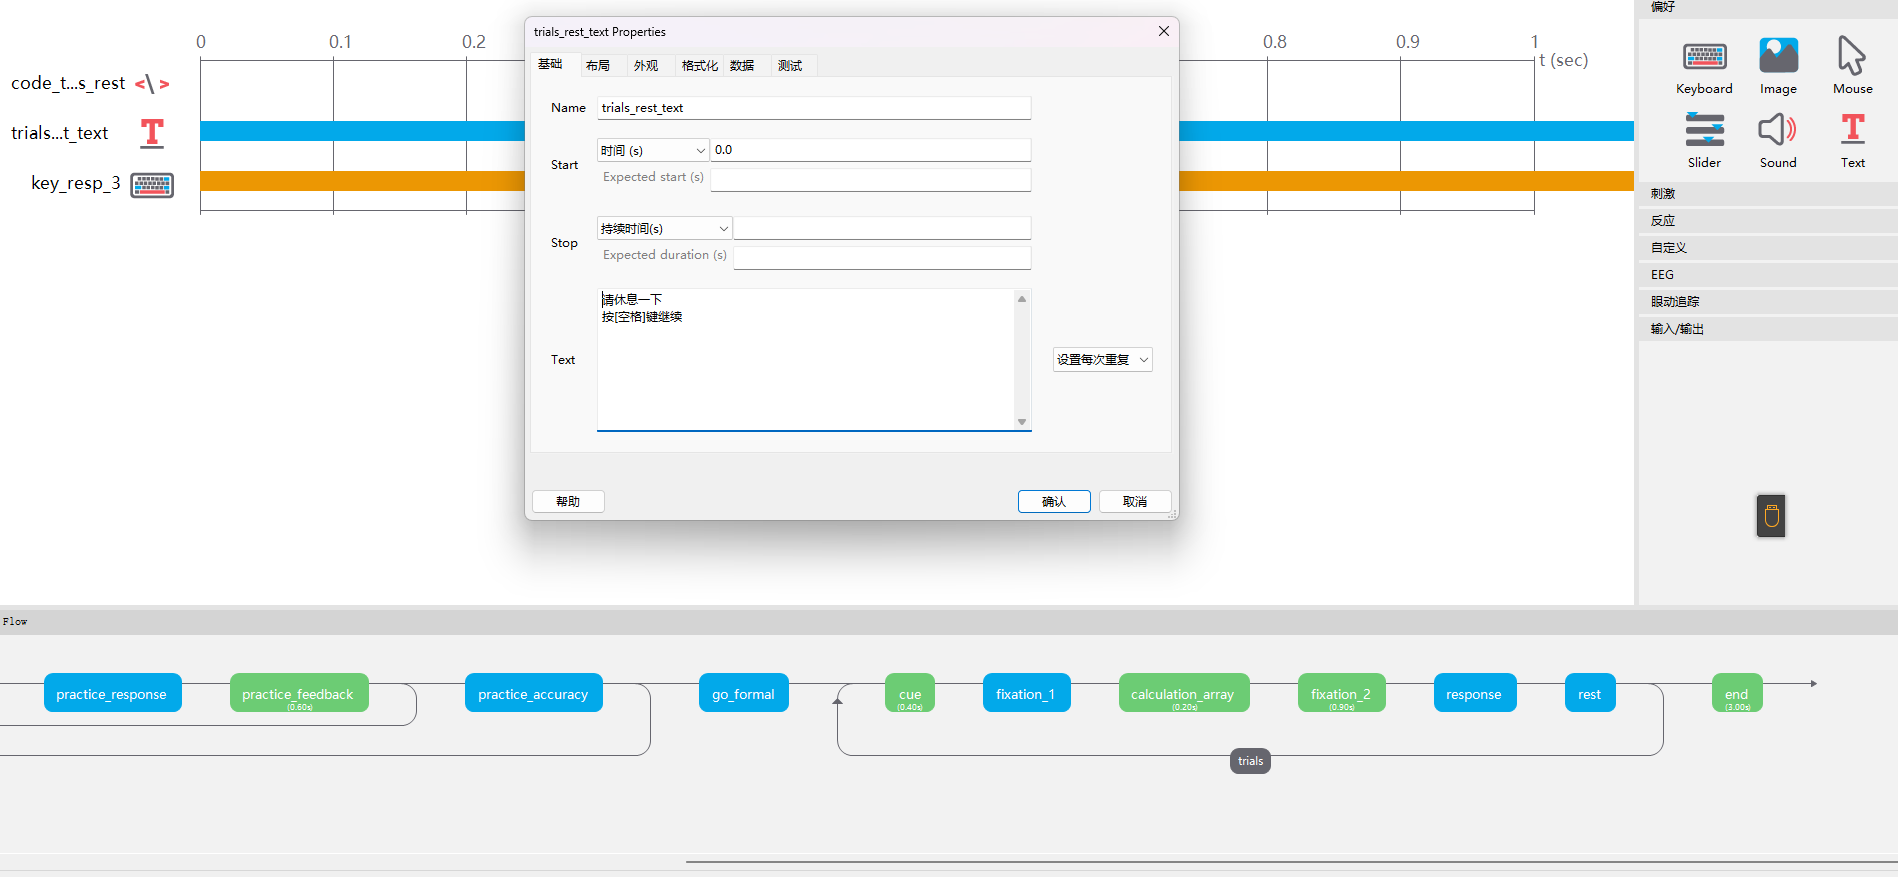 0
0.1
0.2
0.8
0.9
1
t (sec)
code_t...s_rest
trials...t_text
key_resp_3
trials_rest_text Properties
基础
布局
外观
格式化
数据
测试
Name
trials_rest_text
Start
时间 (s)
0.0
Expected start (s)
Stop
持续时间(s)
Expected duration (s)
Text
请休息一下
按[空格]键继续
设置每次重复
帮助
确认
取消
偏好
Keyboard
Image
Mouse
Slider
Sound
Text
刺激
反应
自定义
EEG
眼动追踪
输入/输出
Flow
practice_response
practice_feedback
(0.60s)
practice_accuracy
go_formal
cue
(0.40s)
fixation_1
calculation_array
(0.20s)
fixation_2
(0.90s)
response
rest
end
(3.00s)
trials